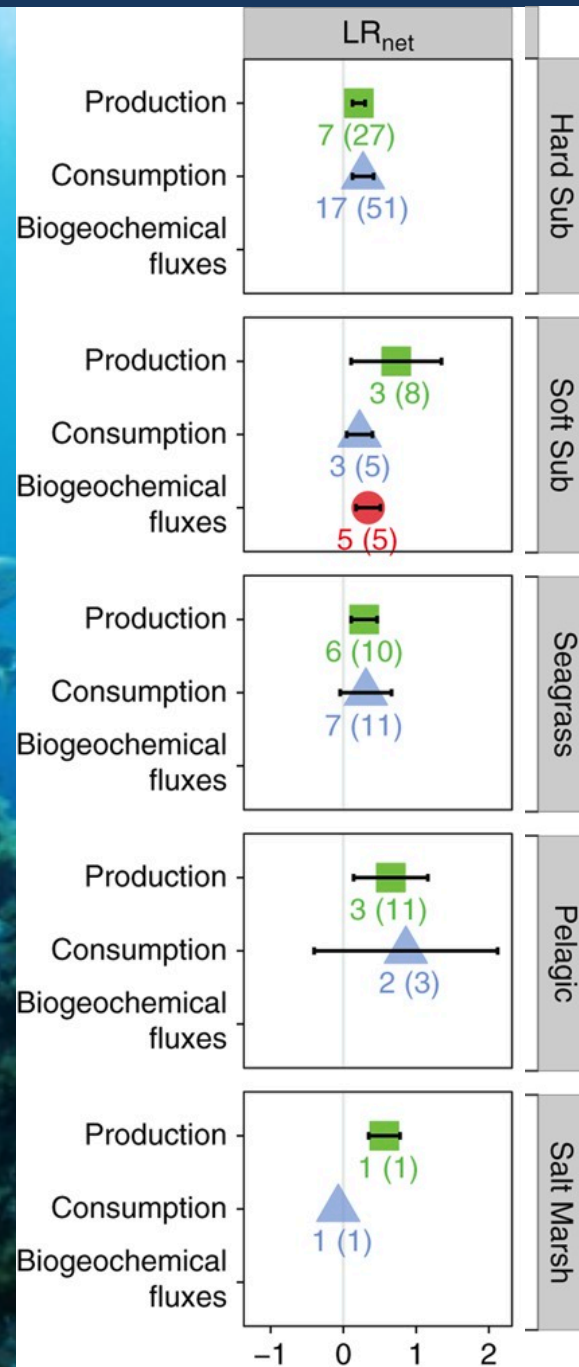 LRnet
Production
7 (27)
Consumption
17 (51)
Biogeochemical
fluxes
Hard Sub
Production
3 (8)
Consumption
3 (5)
Biogeochemical
fluxes
5 (5)
Soft Sub
Production
6 (10)
Consumption
7 (11)
Biogeochemical
fluxes
Seagrass
Production
3 (11)
Consumption
2 (3)
Biogeochemical
fluxes
Pelagic
Production
1 (1)
Consumption
1 (1)
Biogeochemical
fluxes
Salt Marsh
−1 0 1 2